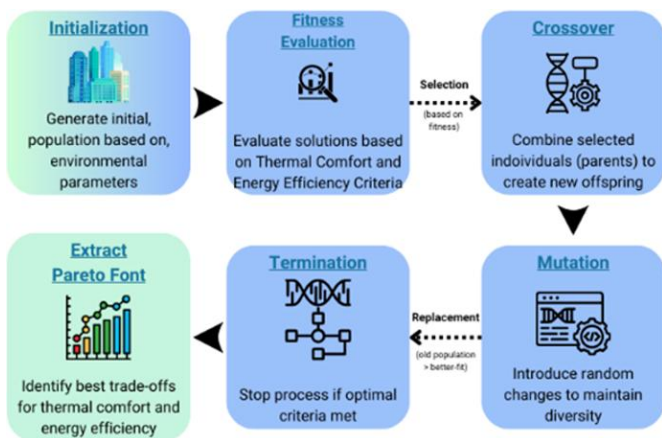 Initialization
Generate initial,
population based on,
environmental
parameters
Fitness
Evaluation
Evaluate solutions based
on Thermal Comfort and
Energy Efficiency Criteria
Selection
(based on
fitness)
Crossover
Combine selected
indoividuals (parents) to
create new offspring
Mutation
Introduce random
changes to maintain
diversity
Replacement
(old population
> better-fit)
Termination
Stop process if optimal
criteria met
Extract
Pareto Font
Identify best trade-offs
for thermal comfort and
energy efficiency